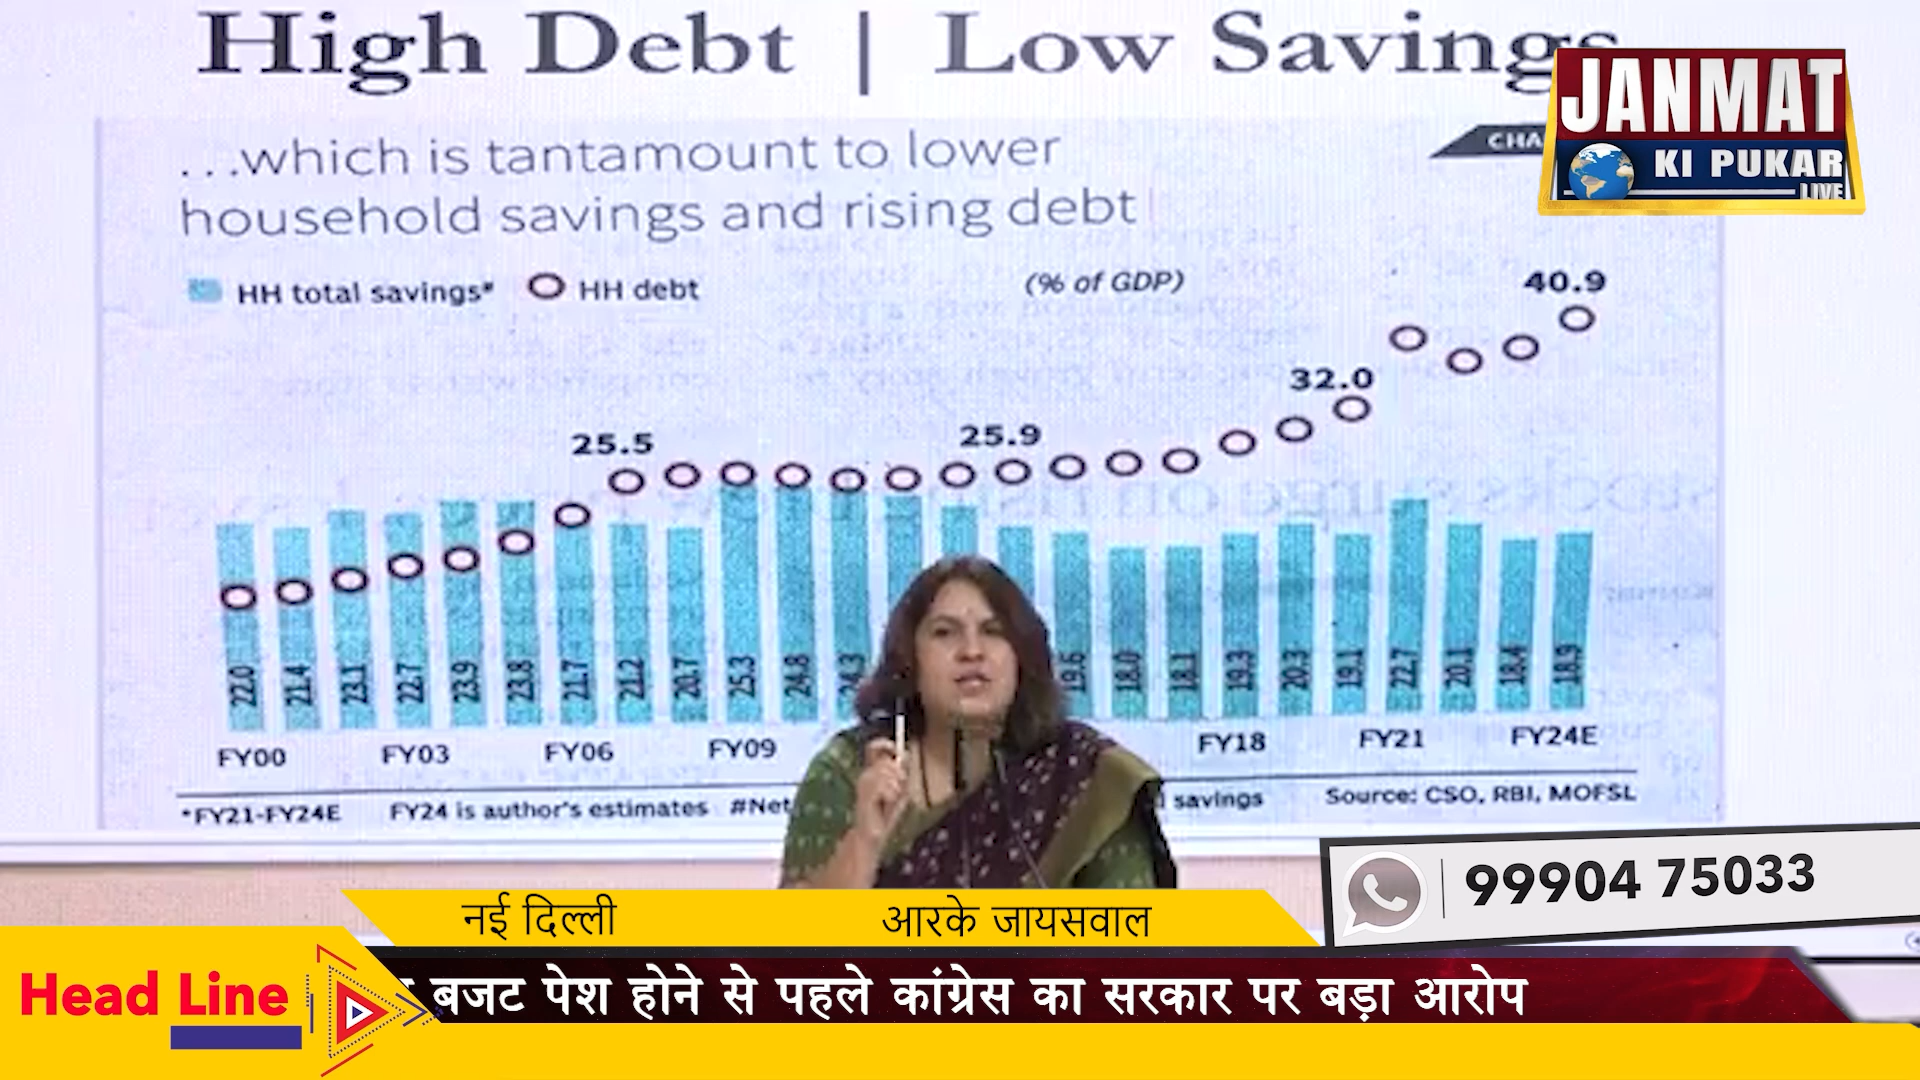 High Debt | Low Savings
JANMAT
KI PUKAR
LIVE
...which is tantamount to lower
household savings and rising debt
CHA
HH total savings# HH debt (% of GDP)
40.9
32.0
25.5 25.9
22.0 21.4 23.1 22.7 23.9 23.8 21.7 21.2 20.7 25.3 24.8 24.3 19.6 18.0 18.1 19.3 20.3 19.1 22.7 20.1 18.4 18.9
FY00 FY03 FY06 FY09 FY18 FY21 FY24E
*FY21-FY24E FY24 is author's estimates #Net savings Source: CSO, RBI, MOFSL
99904 75033
नई दिल्ली आरके जायसवाल
Head Line
बजट पेश होने से पहले कांग्रेस का सरकार पर बड़ा आरोप